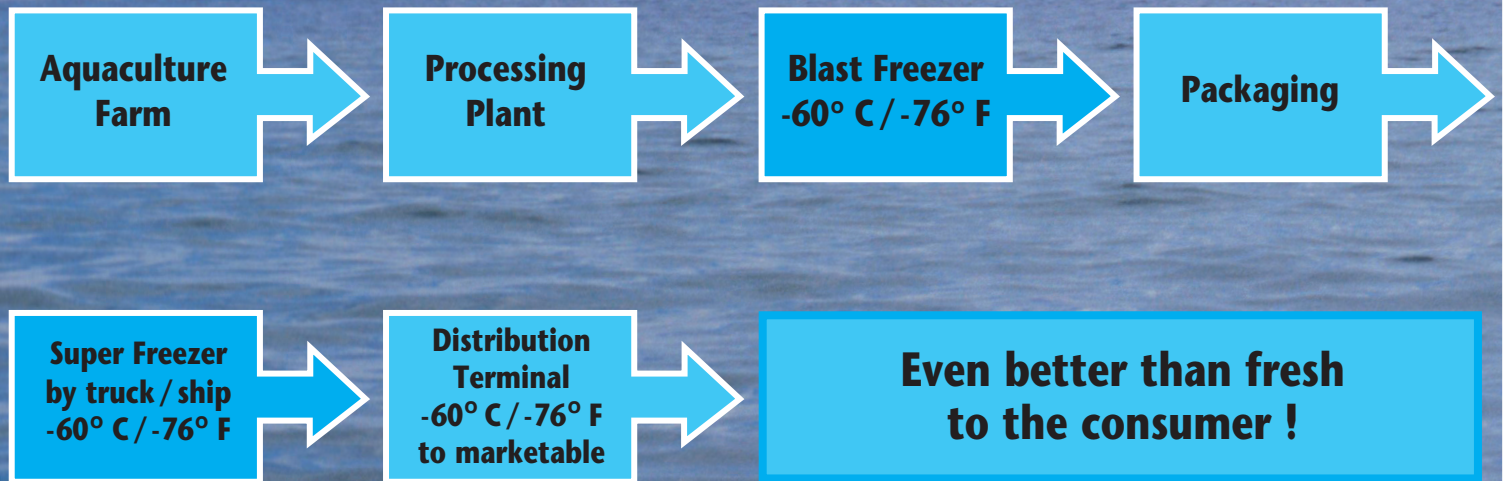 Aquaculture
Farm
Processing
Plant
Blast Freezer
-60° C / -76° F
Packaging
Super Freezer
by truck / ship
-60° C / -76° F
Distribution
Terminal
-60° C / -76° F
to marketable
Even better than fresh
to the consumer !